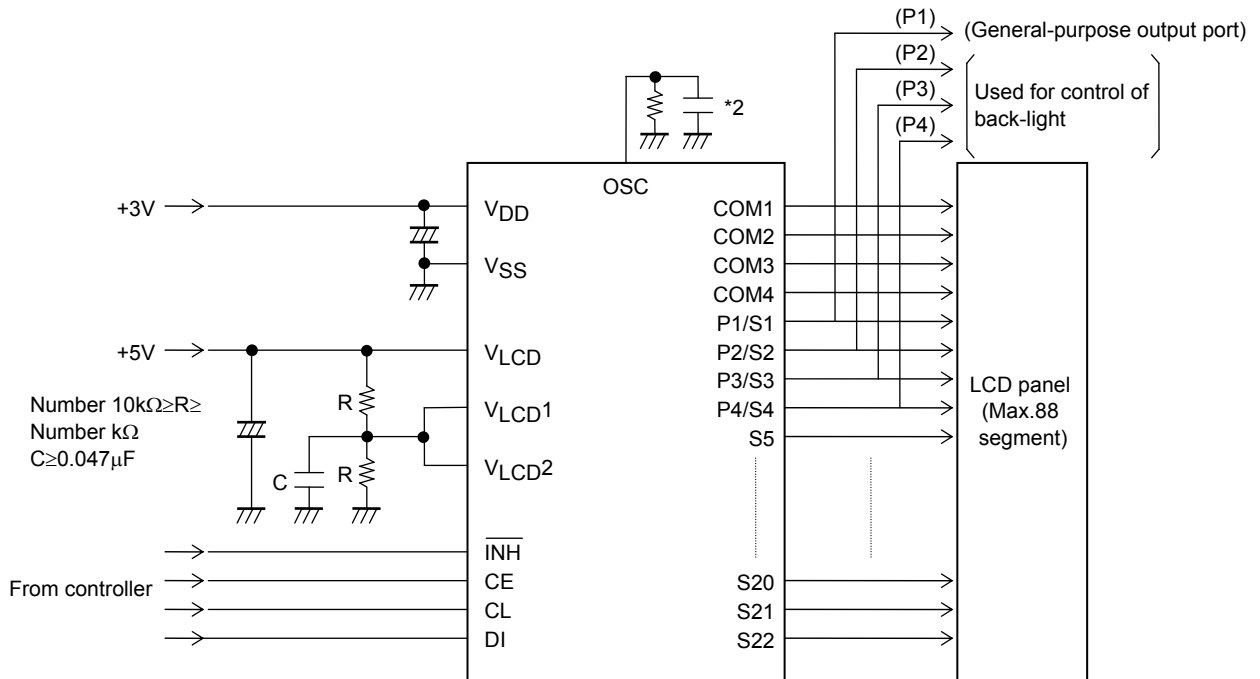 (P1)
(General-purpose output port)
(P2)
(P3)
Used for control of
back-light
(P4)
*2
OSC
+3V
VDD
VSS
+5V
VLCD
R
VLCD1
VLCD2
C
R
Number 10kΩ≥R≥
Number kΩ
C≥0.047μF
INH
From controller
CE
CL
DI
COM1
COM2
COM3
COM4
P1/S1
P2/S2
P3/S3
P4/S4
S5
S20
S21
S22
LCD panel
(Max.88
segment)